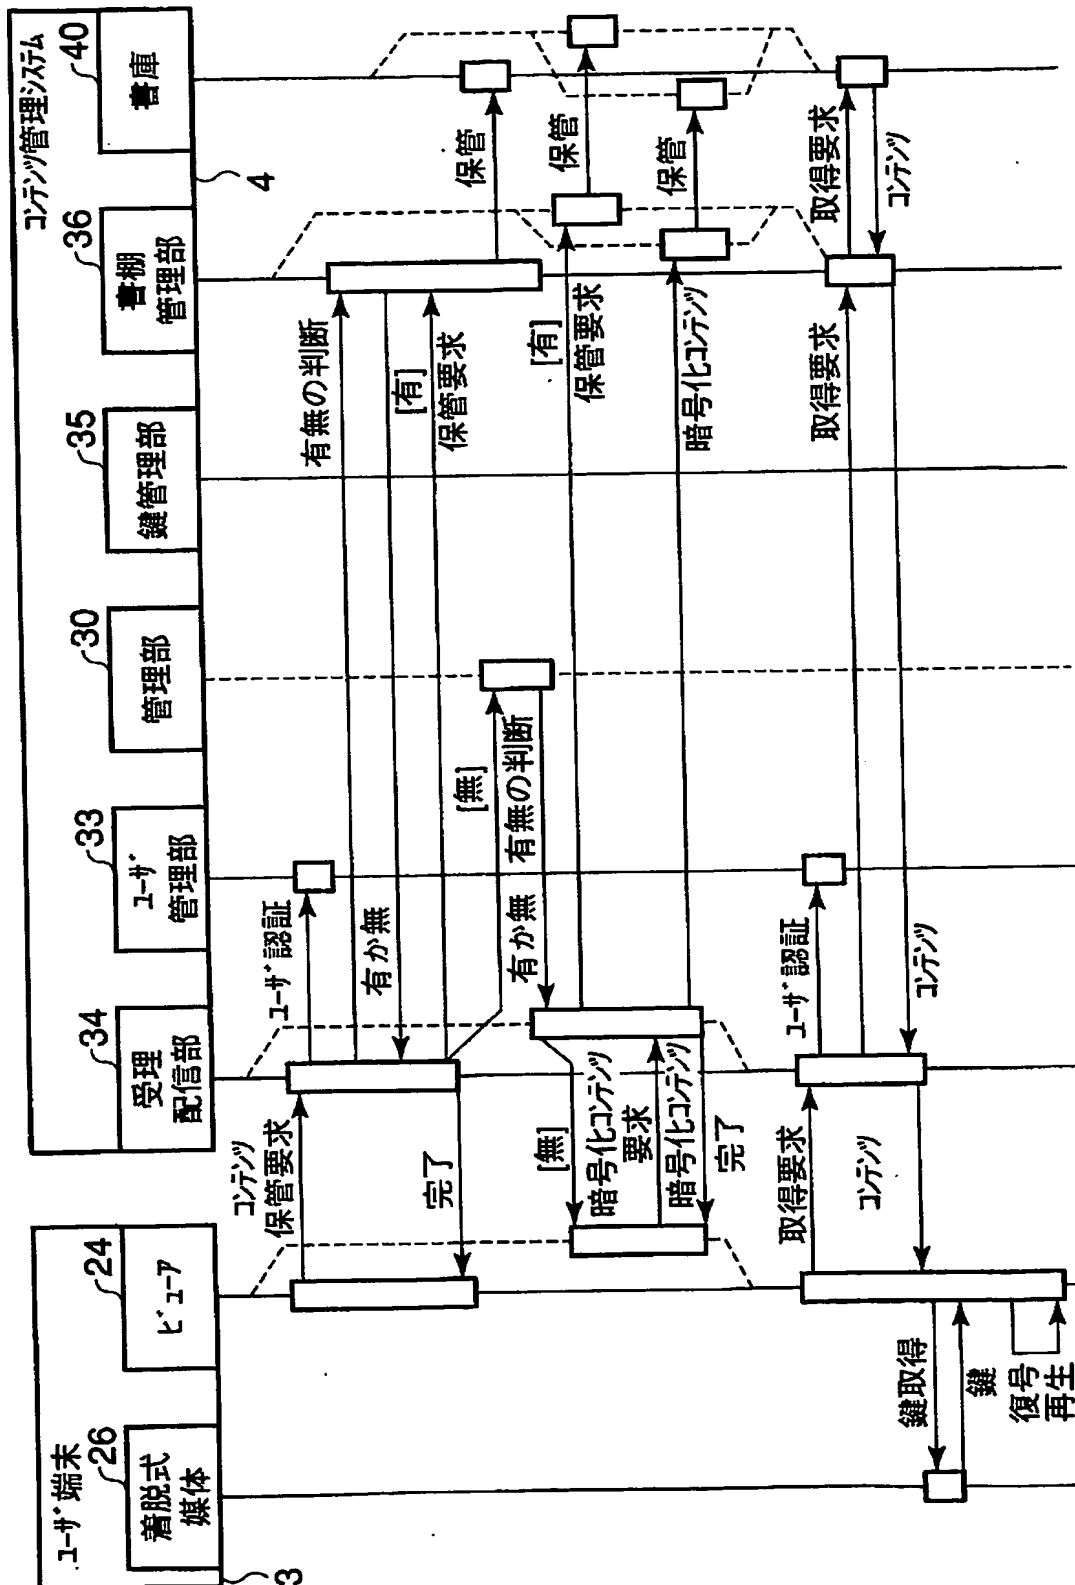 ユーザ端末
3
26
着脱式
媒体
24
ビューア
コンテンツ管理システム
4
34
受理
配信部
33
ユーザ
管理部
30
管理部
35
鍵管理部
36
書棚
管理部
40
書庫
コンテンツ
保管要求
ユーザ認証
有無の判断
有か無
[有]
保管要求
保管
完了
[無]
有無の判断
有か無
[有]
保管要求
保管
[無]
暗号化コンテンツ
要求
暗号化コンテンツ
暗号化コンテンツ
保管
完了
取得要求
ユーザ認証
取得要求
取得要求
コンテンツ
コンテンツ
コンテンツ
鍵取得
鍵
復号
再生